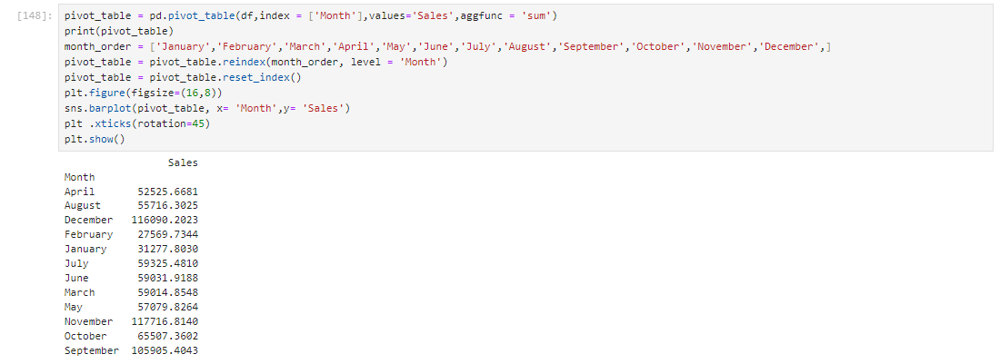 [148]: pivot_table = pd.pivot_table(df,index = ['Month'],values='Sales',aggfunc = 'sum')
print(pivot_table)
month_order = ['January','February','March','April','May','June','July','August','September','October','November','December',]
pivot_table = pivot_table.reindex(month_order, level = 'Month')
pivot_table = pivot_table.reset_index()
plt.figure(figsize=(16,8))
sns.barplot(pivot_table, x= 'Month',y= 'Sales')
plt .xticks(rotation=45)
plt.show()
Sales
Month
April 52525.6681
August 55716.3025
December 116090.2023
February 27569.7344
January 31277.8030
July 59325.4810
June 59031.9188
March 59014.8548
May 57079.8264
November 117716.8140
October 65507.3602
September 105905.4043